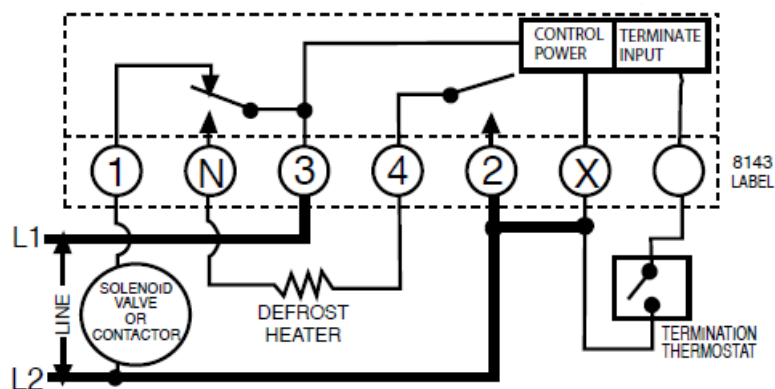 CONTROL POWER
TERMINATE INPUT
1
N
3
4
2
X
8143 LABEL
L1
LINE
SOLENOID VALVE OR CONTACTOR
DEFROST HEATER
TERMINATION THERMOSTAT
L2